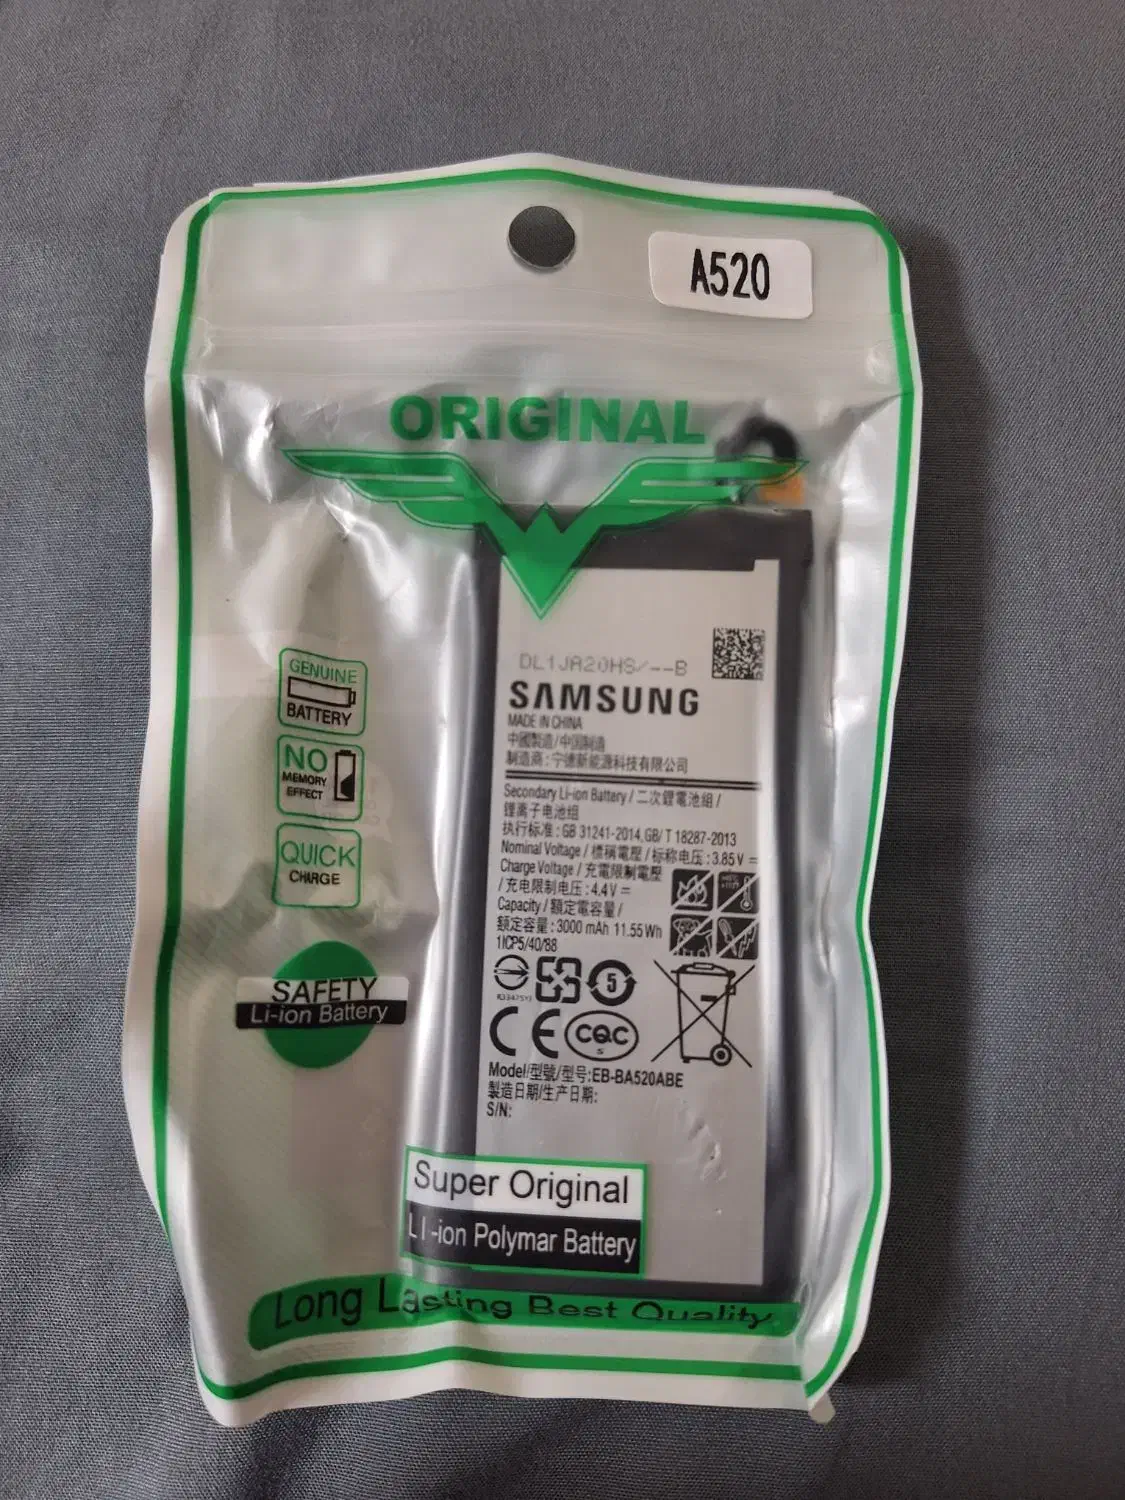 A520
ORIGINAL
DL1JA20HS/--B
SAMSUNG
MADE IN CHINA
中國製造/中国制造
制造商:宁德新能源科技有限公司
Secondary Li-ion Battery / 二次鋰電池組 /
锂离子电池组
执行标准:GB 31241-2014,GB/T 18287-2013
Nominal Voltage / 標稱電壓 / 标称电压:3.85V ⎓
Charge Voltage / 充電限制電壓
/ 充电限制电压:4.4V ⎓
Capacity / 額定電容量 /
额定容量:3000 mAh 11.55 Wh
1ICP5/40/88
5
CE
CQC
S
Model/型號/型号:EB-BA520ABE
製造日期/生产日期:
S/N:
GENUINE
BATTERY
NO
MEMORY
EFFECT
QUICK
CHARGE
SAFETY
Li-ion Battery
Super Original
LI-ion Polymar Battery
Long Lasting Best Quality